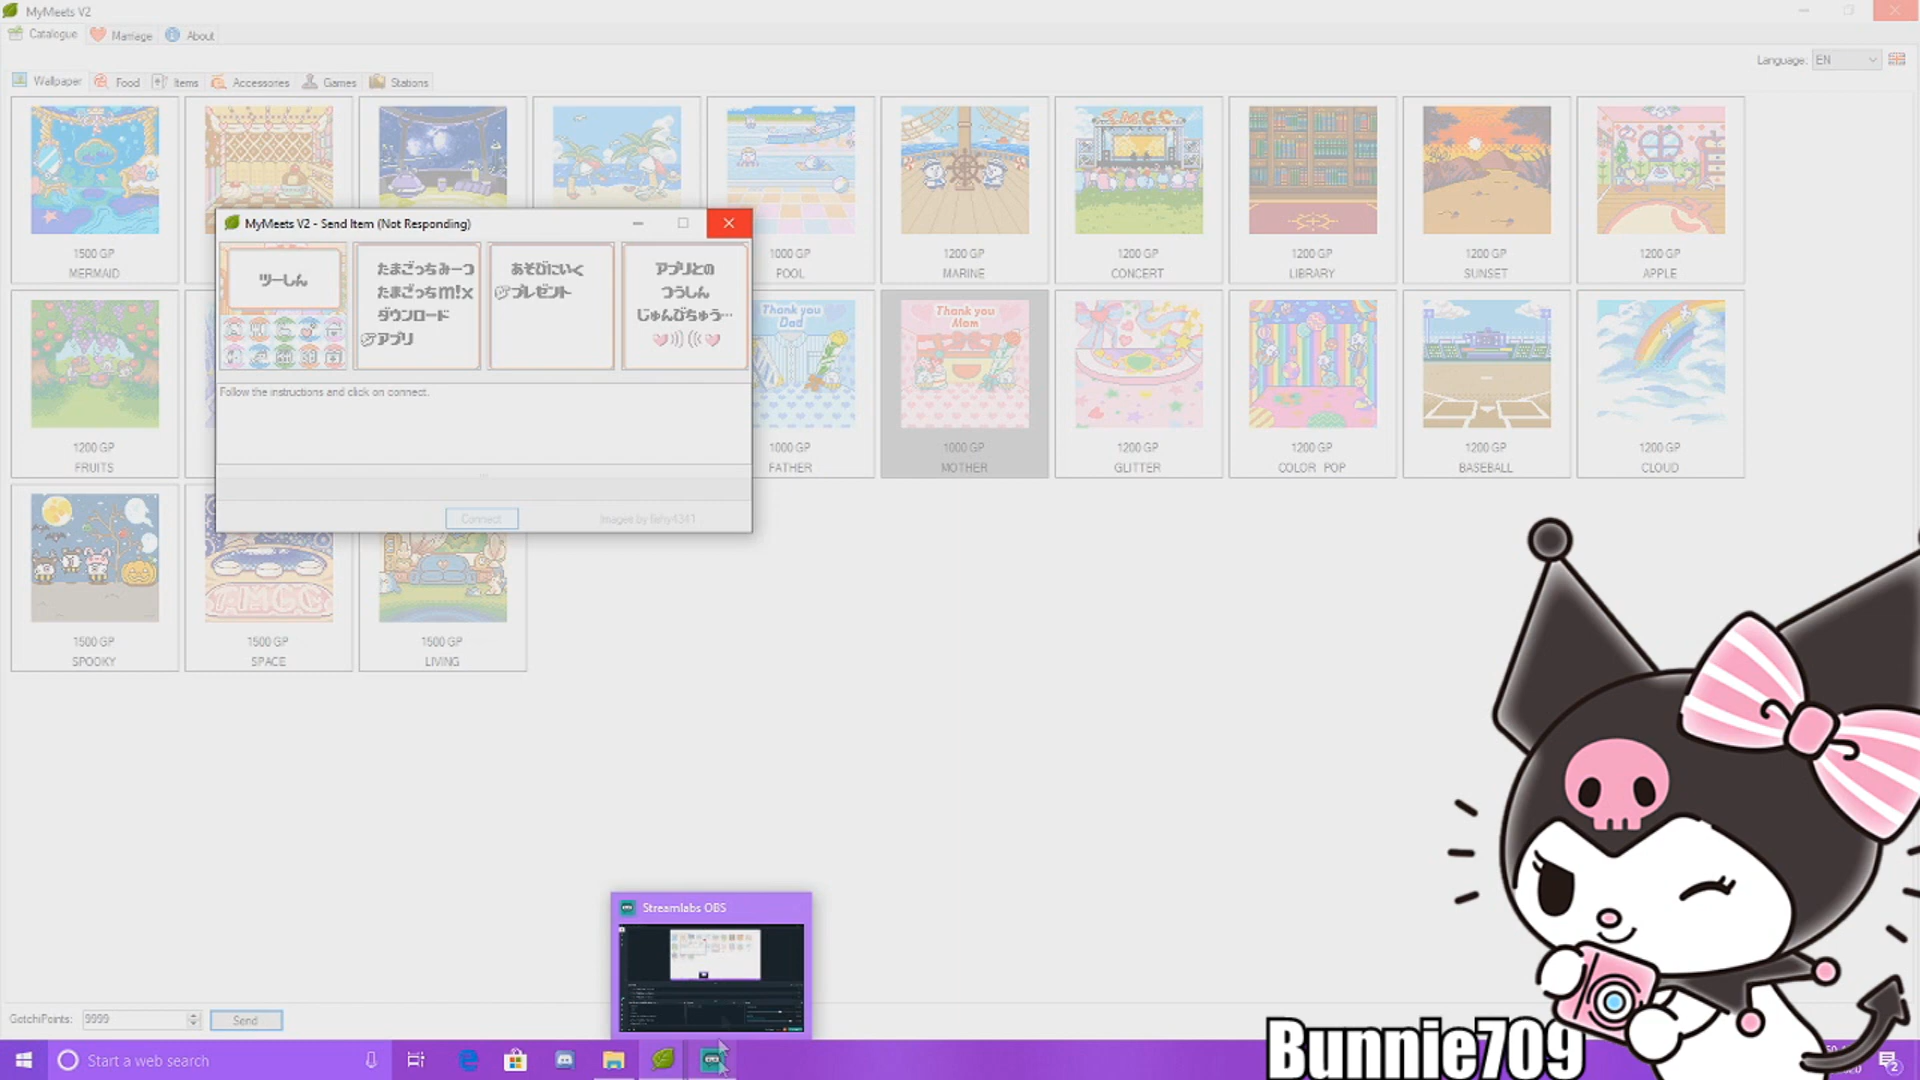 MyMeets V2
Catalogue
Marriage
About
Language:
EN
Wallpaper
Food
Items
Accessories
Games
Stations
1500 GP
MERMAID
1000 GP
POOL
1200 GP
MARINE
S.M.G.C.
1200 GP
CONCERT
1200 GP
LIBRARY
1200 GP
SUNSET
1200 GP
APPLE
MyMeets V2 - Send Item (Not Responding)
ツーしん
たまごっちみーつ
たまごっちm!x
ダウンロード
アプリ
あそびにいく
プレゼント
アプリとの
つうしん
じゅんびちゅう…
Follow the instructions and click on connect.
Connect
Images by fishy4341
1200 GP
FRUITS
Thank you
Dad
1000 GP
FATHER
Thank you
Mom
1000 GP
MOTHER
1200 GP
GLITTER
1200 GP
COLOR POP
1200 GP
BASEBALL
1200 GP
CLOUD
1500 GP
SPOOKY
1500 GP
SPACE
1500 GP
LIVING
Streamlabs OBS
GotchiPoints:
9999
Send
Start a web search
Bunnie709
2